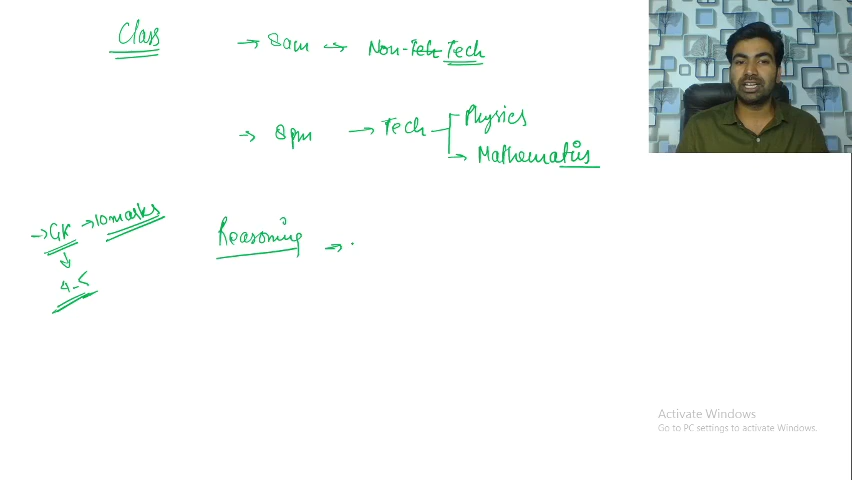 Class → 8am → Non-Teh-Tech
→ 8pm → Tech
Physics
→ Mathematics
→ GK → 10 marks
↓
4-5
Reasoning →
Activate Windows
Go to PC settings to activate Windows.